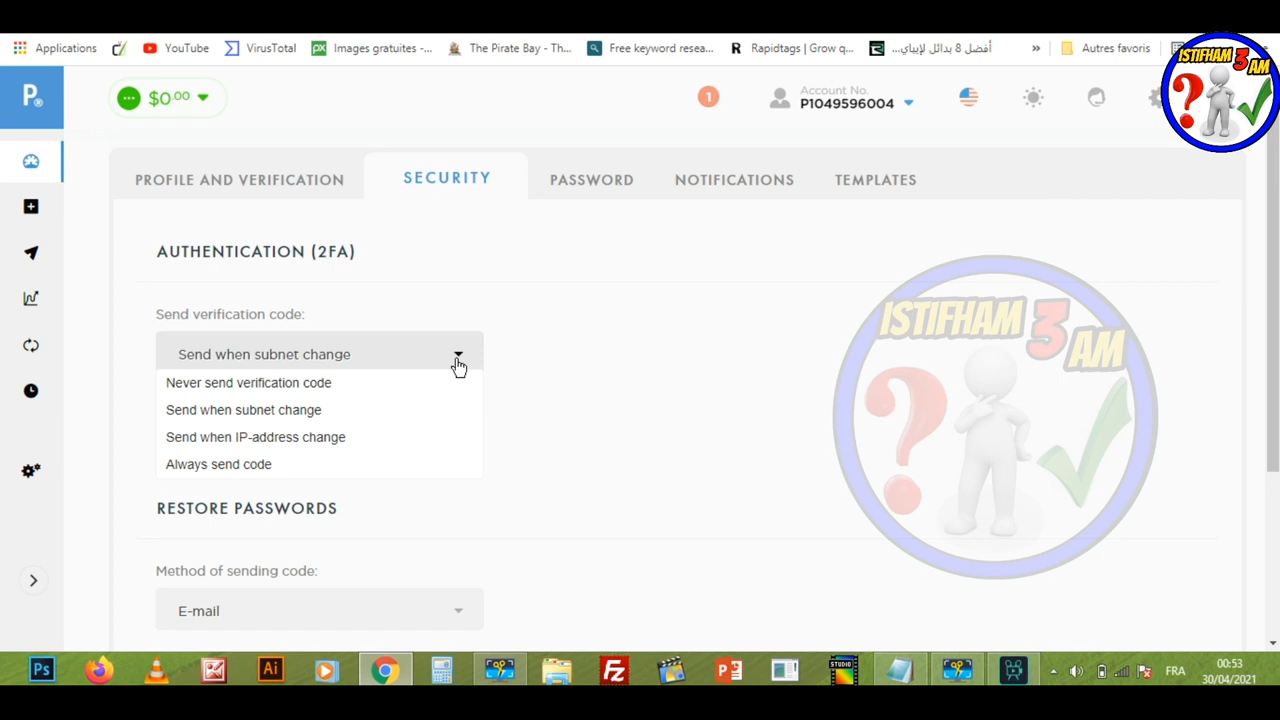 Applications
YouTube
VirusTotal
Images gratuites -...
The Pirate Bay - Th...
Free keyword resea...
Rapidtags | Grow q...
أفضل 8 بدائل لإيباي...
»
Autres favoris
ISTIFHAM 3 AM
P.
$0.00
1
Account No.
P1049596004
PROFILE AND VERIFICATION
SECURITY
PASSWORD
NOTIFICATIONS
TEMPLATES
AUTHENTICATION (2FA)
Send verification code:
Send when subnet change
Never send verification code
Send when subnet change
Send when IP-address change
Always send code
ISTIFHAM 3 AM
RESTORE PASSWORDS
Method of sending code:
E-mail
Ps
Ai
Fz
P
STUDIO
FRA
00:53
30/04/2021